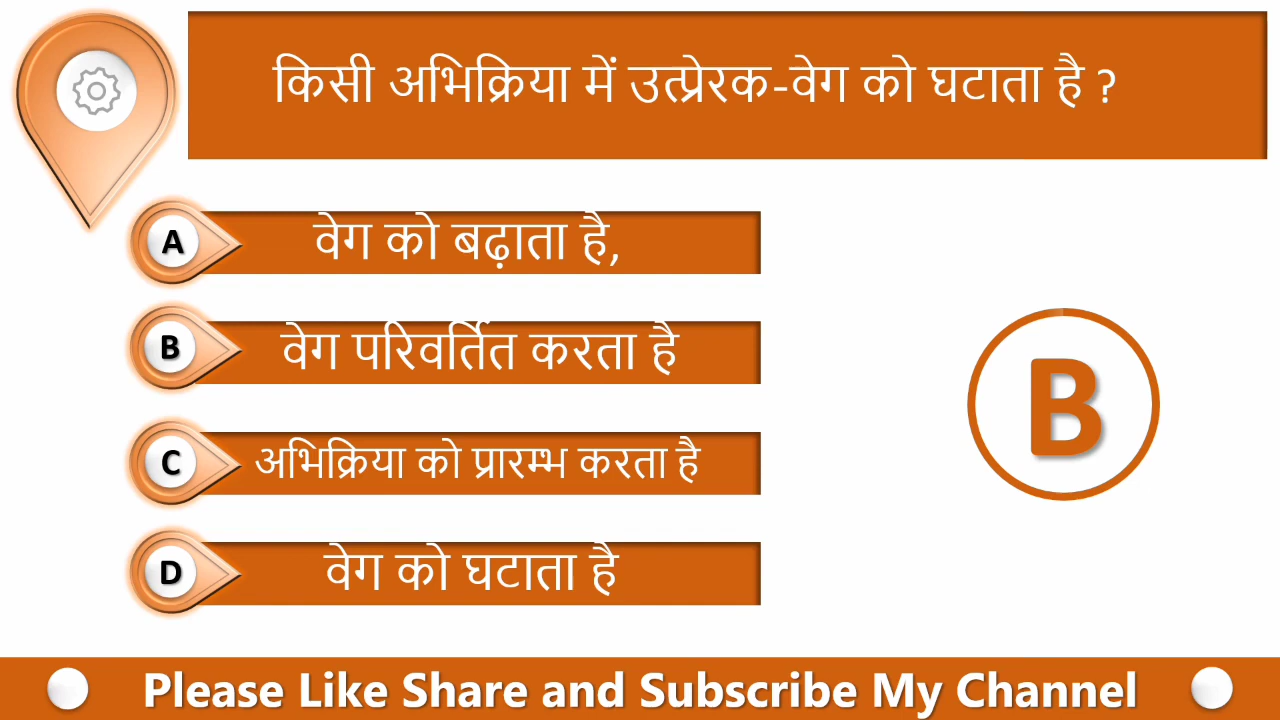 किसी अभिक्रिया में उत्प्रेरक-वेग को घटाता है ?
A
वेग को बढ़ाता है,
B
वेग परिवर्तित करता है
C
अभिक्रिया को प्रारम्भ करता है
D
वेग को घटाता है
B
Please Like Share and Subscribe My Channel